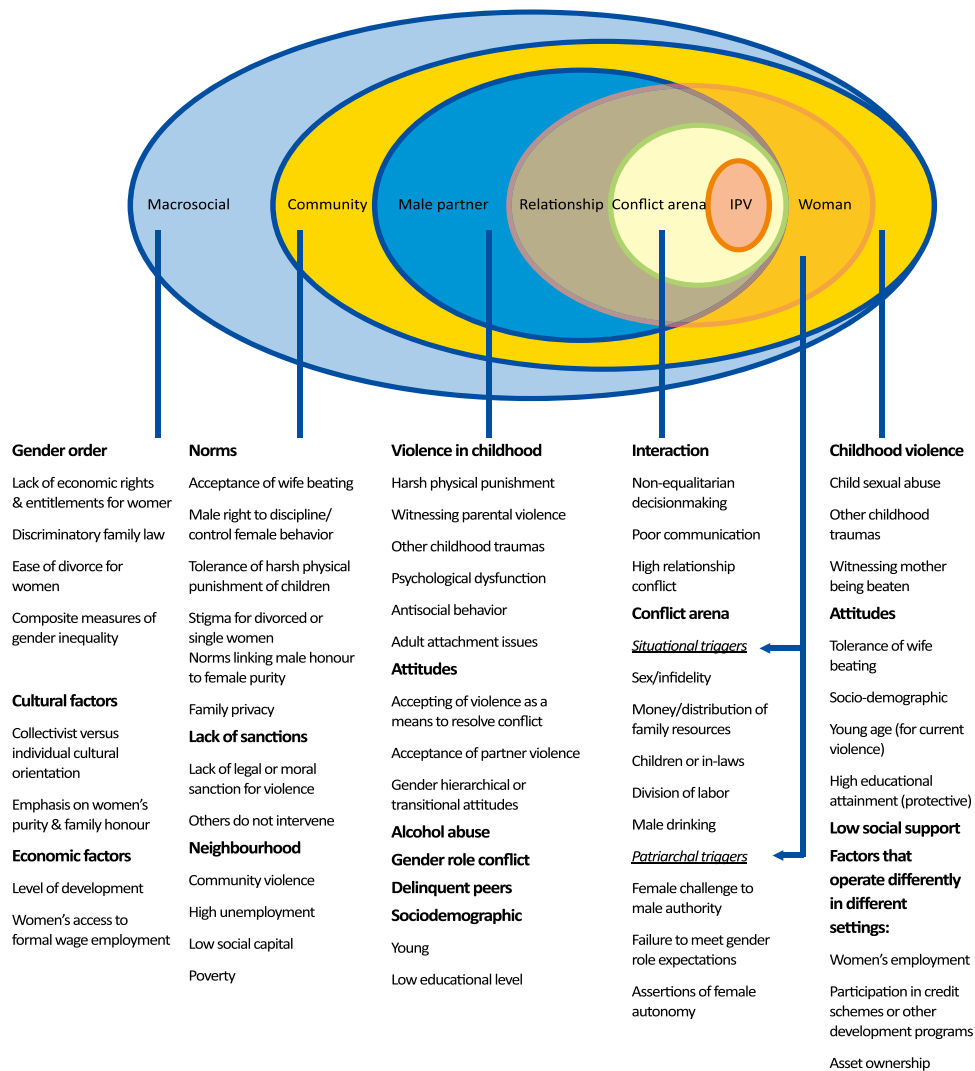 Macrosocial
Community
Male partner
Relationship
Conflict arena
IPV
Woman
Gender order
Lack of economic rights
& entitlements for women
Discriminatory family law
Ease of divorce for
women
Composite measures of
gender inequality
Cultural factors
Collectivist versus
individual cultural
orientation
Emphasis on women's
purity & family honour
Economic factors
Level of development
Women's access to
formal wage employment
Norms
Acceptance of wife beating
Male right to discipline/
control female behavior
Tolerance of harsh physical
punishment of children
Stigma for divorced or
single women
Norms linking male honour
to female purity
Family privacy
Lack of sanctions
Lack of legal or moral
sanction for violence
Others do not intervene
Neighbourhood
Community violence
High unemployment
Low social capital
Poverty
Violence in childhood
Harsh physical punishment
Witnessing parental violence
Other childhood traumas
Psychological dysfunction
Antisocial behavior
Adult attachment issues
Attitudes
Accepting of violence as a
means to resolve conflict
Acceptance of partner violence
Gender hierarchical or
transitional attitudes
Alcohol abuse
Gender role conflict
Delinquent peers
Sociodemographic
Young
Low educational level
Interaction
Non-equalitarian
decisionmaking
Poor communication
High relationship
conflict
Conflict arena
Situational triggers
Sex/infidelity
Money/distribution of
family resources
Children or in-laws
Division of labor
Male drinking
Patriarchal triggers
Female challenge to
male authority
Failure to meet gender
role expectations
Assertions of female
autonomy
Childhood violence
Child sexual abuse
Other childhood
traumas
Witnessing mother
being beaten
Attitudes
Tolerance of wife
beating
Socio-demographic
Young age (for current
violence)
High educational
attainment (protective)
Low social support
Factors that
operate differently
in different
settings:
Women's employment
Participation in credit
schemes or other
development programs
Asset ownership